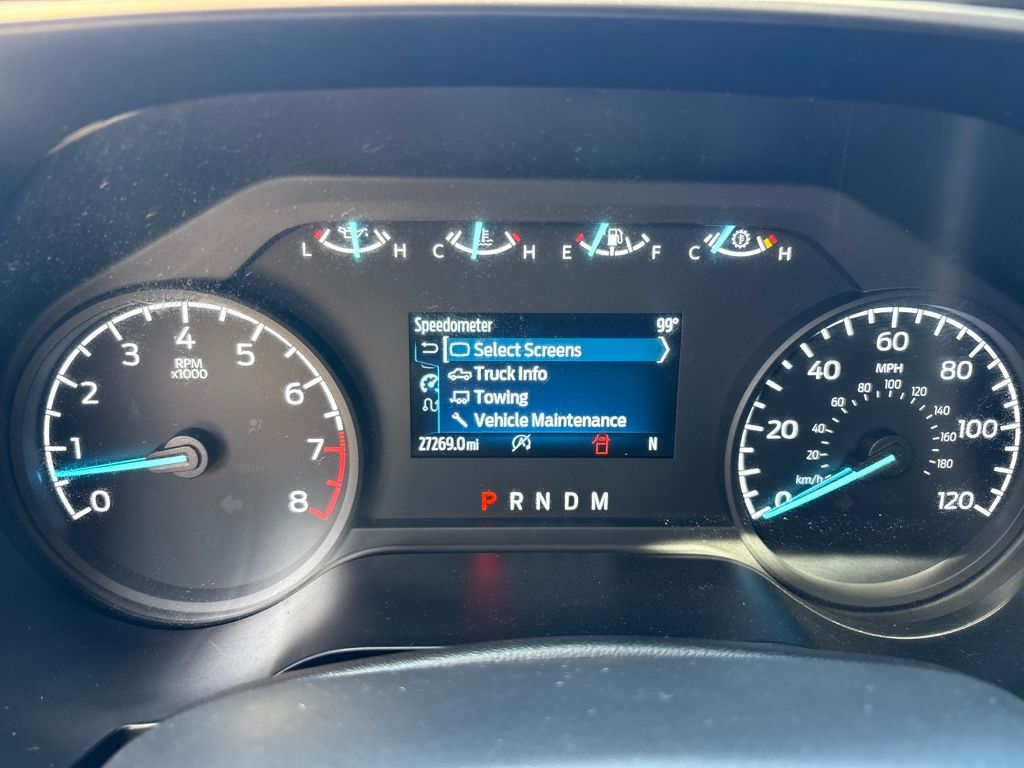 L H C H E F C H
Speedometer 99°
Select Screens
Truck Info
Towing
Vehicle Maintenance
27269.0 mi N
P R N D M
0 1 2 3 4 5 6 7 8
RPM
x1000
0 20 40 60 80 100 120
MPH
20 40 60 80 100 120 140 160 180
km/h